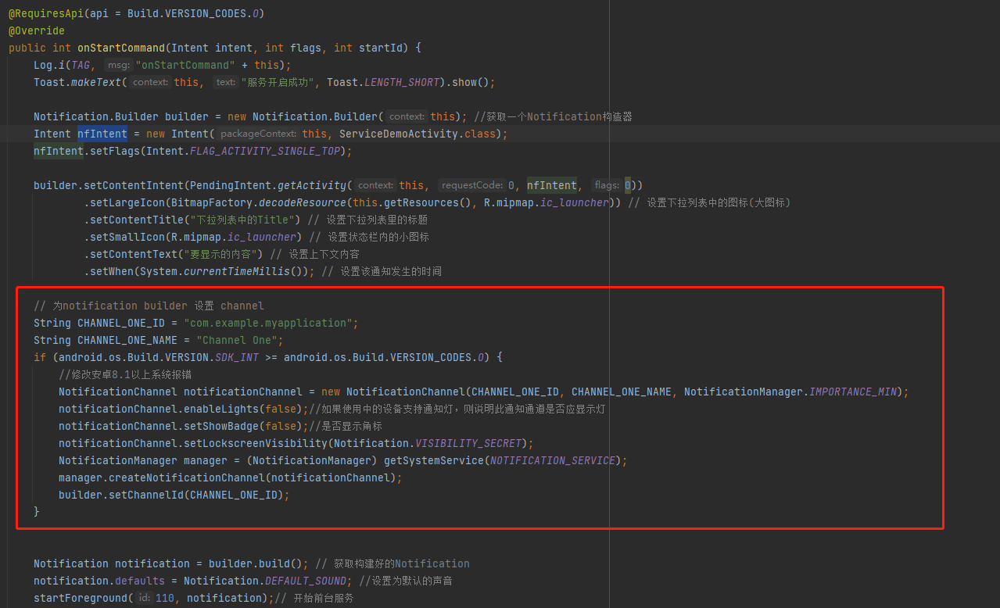 @RequiresApi(api = Build.VERSION_CODES.O)
@Override
public int onStartCommand(Intent intent, int flags, int startId) {
Log.i(TAG, msg: "onStartCommand" + this);
Toast.makeText( context: this, text: "服务开启成功", Toast.LENGTH_SHORT).show();
Notification.Builder builder = new Notification.Builder( context: this); //获取一个Notification构造器
Intent nfIntent = new Intent( packageContext: this, ServiceDemoActivity.class);
nfIntent.setFlags(Intent.FLAG_ACTIVITY_SINGLE_TOP);
builder.setContentIntent(PendingIntent.getActivity( context: this, requestCode: 0, nfIntent, flags: 0))
.setLargeIcon(BitmapFactory.decodeResource(this.getResources(), R.mipmap.ic_launcher)) // 设置下拉列表中的图标(大图标)
.setContentTitle("下拉列表中的Title") // 设置下拉列表里的标题
.setSmallIcon(R.mipmap.ic_launcher) // 设置状态栏内的小图标
.setContentText("要显示的内容") // 设置上下文内容
.setWhen(System.currentTimeMillis()); // 设置该通知发生的时间
// 为notification builder 设置 channel
String CHANNEL_ONE_ID = "com.example.myapplication";
String CHANNEL_ONE_NAME = "Channel One";
if (android.os.Build.VERSION.SDK_INT >= android.os.Build.VERSION_CODES.O) {
//修改安卓8.1以上系统报错
NotificationChannel notificationChannel = new NotificationChannel(CHANNEL_ONE_ID, CHANNEL_ONE_NAME, NotificationManager.IMPORTANCE_MIN);
notificationChannel.enableLights(false);//如果使用中的设备支持通知灯，则说明此通知通道是否应显示灯
notificationChannel.setShowBadge(false);//是否显示角标
notificationChannel.setLockscreenVisibility(Notification.VISIBILITY_SECRET);
NotificationManager manager = (NotificationManager) getSystemService(NOTIFICATION_SERVICE);
manager.createNotificationChannel(notificationChannel);
builder.setChannelId(CHANNEL_ONE_ID);
}
Notification notification = builder.build(); // 获取构建好的Notification
notification.defaults = Notification.DEFAULT_SOUND; //设置为默认的声音
startForeground( id: 110, notification);// 开始前台服务